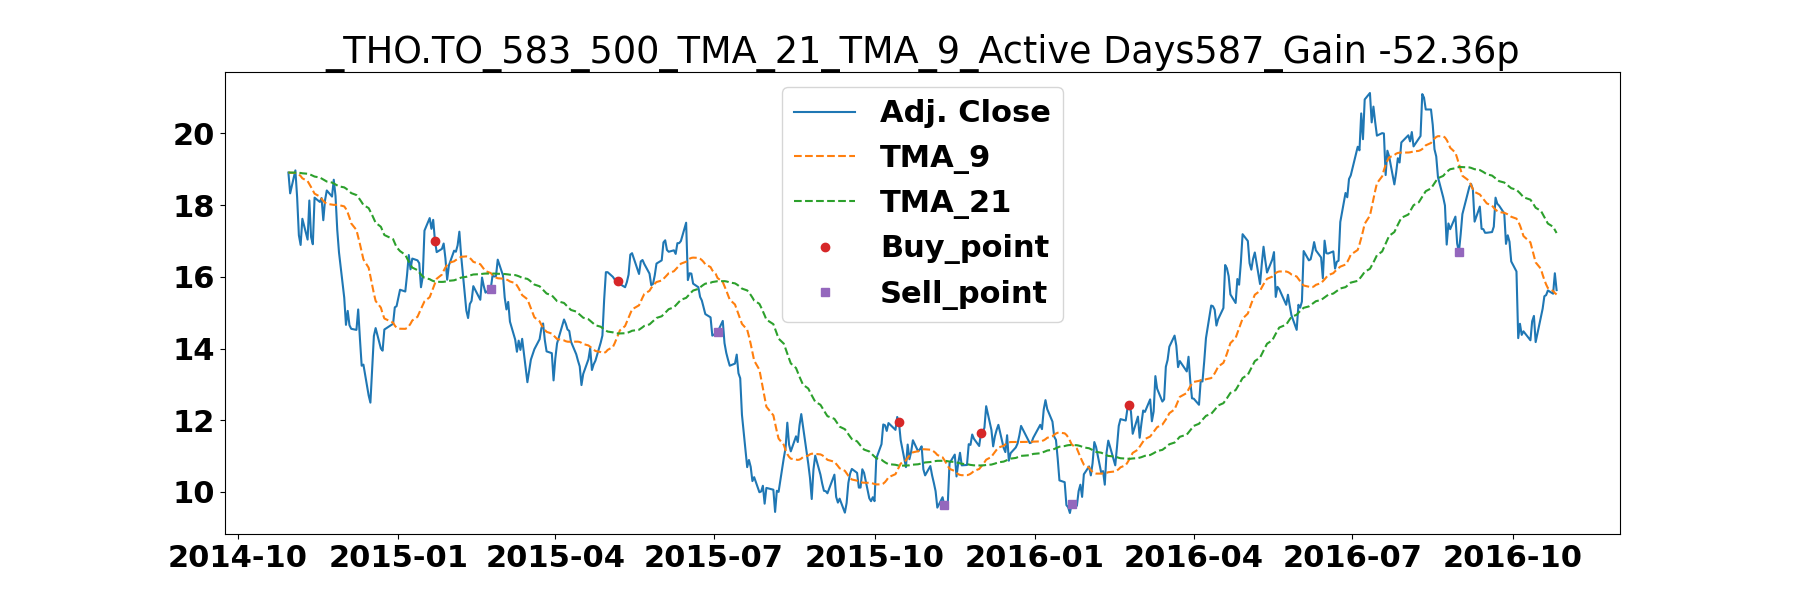 _THO.TO_583_500_TMA_21_TMA_9_Active Days587_Gain -52.36p
Adj. Close
TMA_9
TMA_21
Buy_point
Sell_point
20
18
16
14
12
10
2014-10 2015-01 2015-04 2015-07 2015-10 2016-01 2016-04 2016-07 2016-10